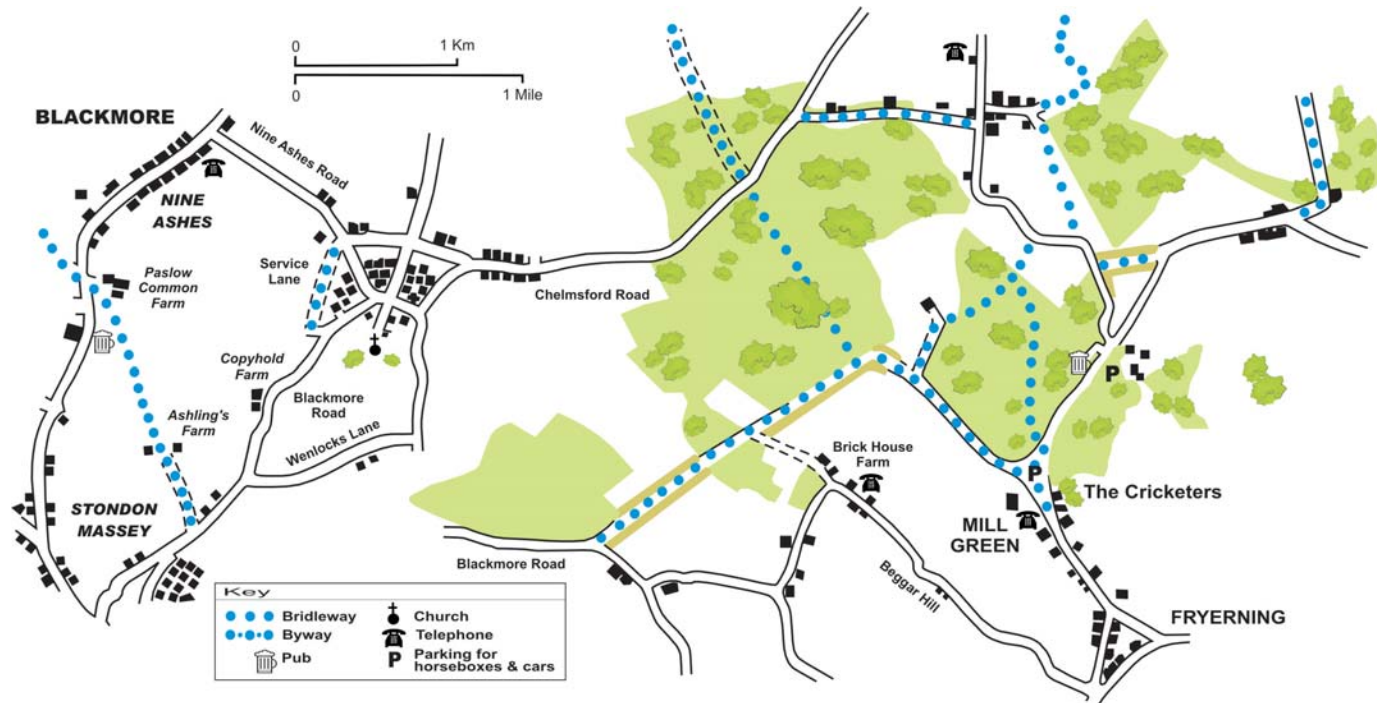 0
1 Km
0
1 Mile
BLACKMORE
Nine Ashes Road
NINE
ASHES
Paslow
Common
Farm
Service
Lane
Chelmsford Road
Copyhold
Farm
Blackmore
Road
Ashling's
Farm
Wenlocks Lane
STONDON
MASSEY
Blackmore Road
Brick House
Farm
Beggar Hill
P
P
The Cricketers
MILL
GREEN
FRYERNING
Key
Bridleway
Byway
Pub
Church
Telephone
P Parking for
horseboxes & cars